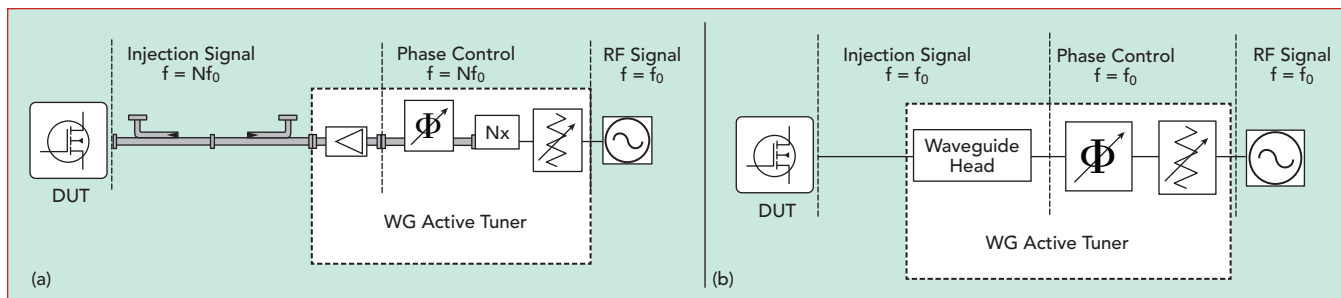 Injection Signal
f = Nf₀
Phase Control
f = Nf₀
RF Signal
f = f₀
Φ
Nx
DUT
WG Active Tuner
(a)
Injection Signal
f = f₀
Phase Control
f = f₀
RF Signal
f = f₀
Waveguide
Head
Φ
DUT
WG Active Tuner
(b)